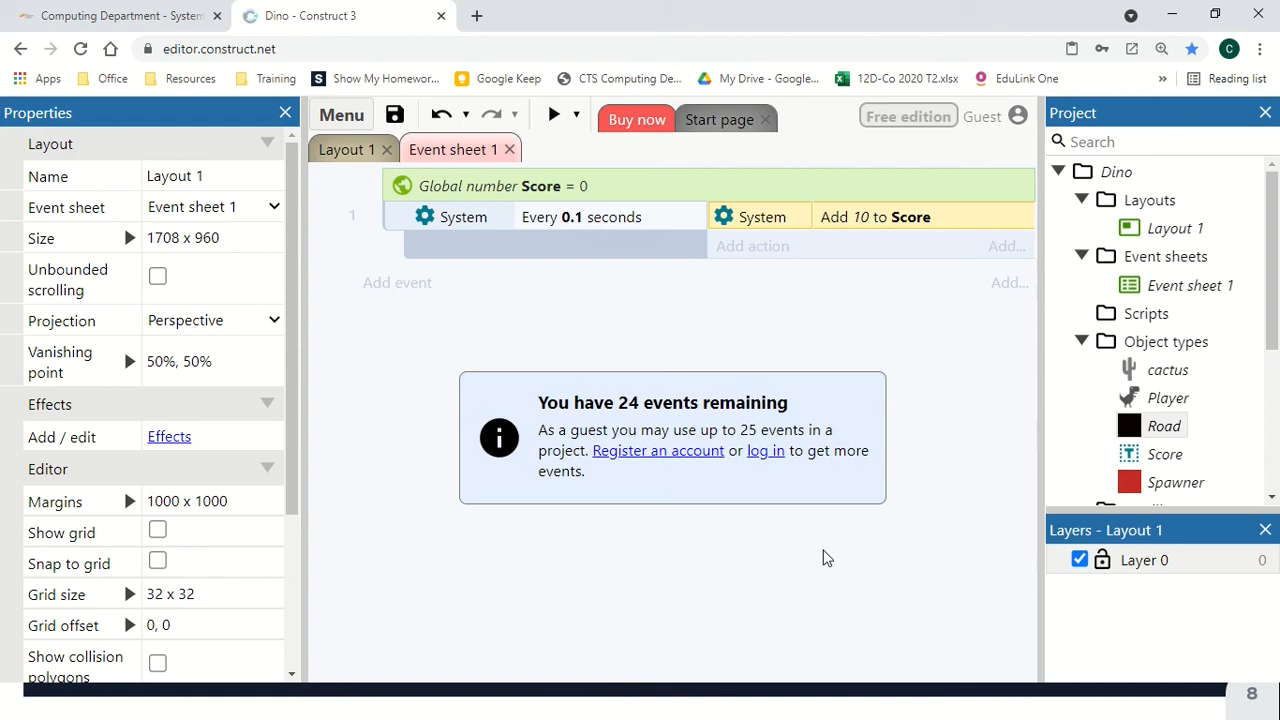 Computing Department - System
Dino - Construct 3
editor.construct.net
Apps
Office
Resources
Training
Show My Homewor...
Google Keep
CTS Computing De...
My Drive - Google...
12D-Co 2020 T2.xlsx
EduLink One
»
Reading list
Properties
Menu
Buy now
Start page
Free edition
Guest
Project
Layout 1
Event sheet 1
Search
Layout
Name
Layout 1
Event sheet
Event sheet 1
Size
1708 x 960
Unbounded
scrolling
Projection
Perspective
Vanishing
point
50%, 50%
Effects
Add / edit
Effects
Editor
Margins
1000 x 1000
Show grid
Snap to grid
Grid size
32 x 32
Grid offset
0, 0
Show collision
polygons
Global number Score = 0
1
System
Every 0.1 seconds
System
Add 10 to Score
Add action
Add...
Add event
Add...
You have 24 events remaining
As a guest you may use up to 25 events in a
project. Register an account or log in to get more
events.
Dino
Layouts
Layout 1
Event sheets
Event sheet 1
Scripts
Object types
cactus
Player
Road
Score
Spawner
Layers - Layout 1
Layer 0
0
8